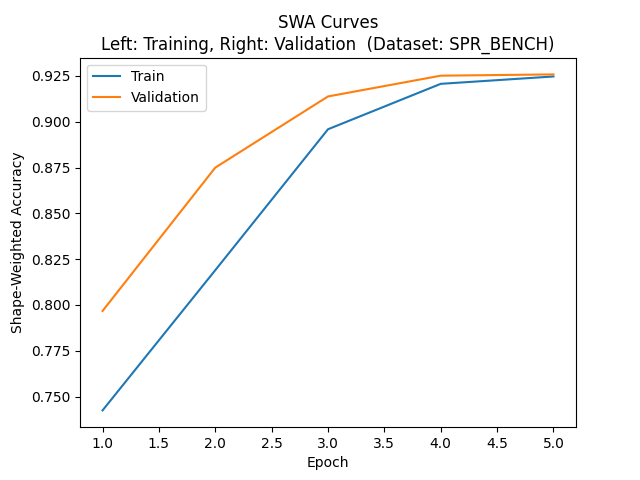 SWA Curves
Left: Training, Right: Validation  (Dataset: SPR_BENCH)
Train
Validation
Shape-Weighted Accuracy
0.925
0.900
0.875
0.850
0.825
0.800
0.775
0.750
1.0 1.5 2.0 2.5 3.0 3.5 4.0 4.5 5.0
Epoch